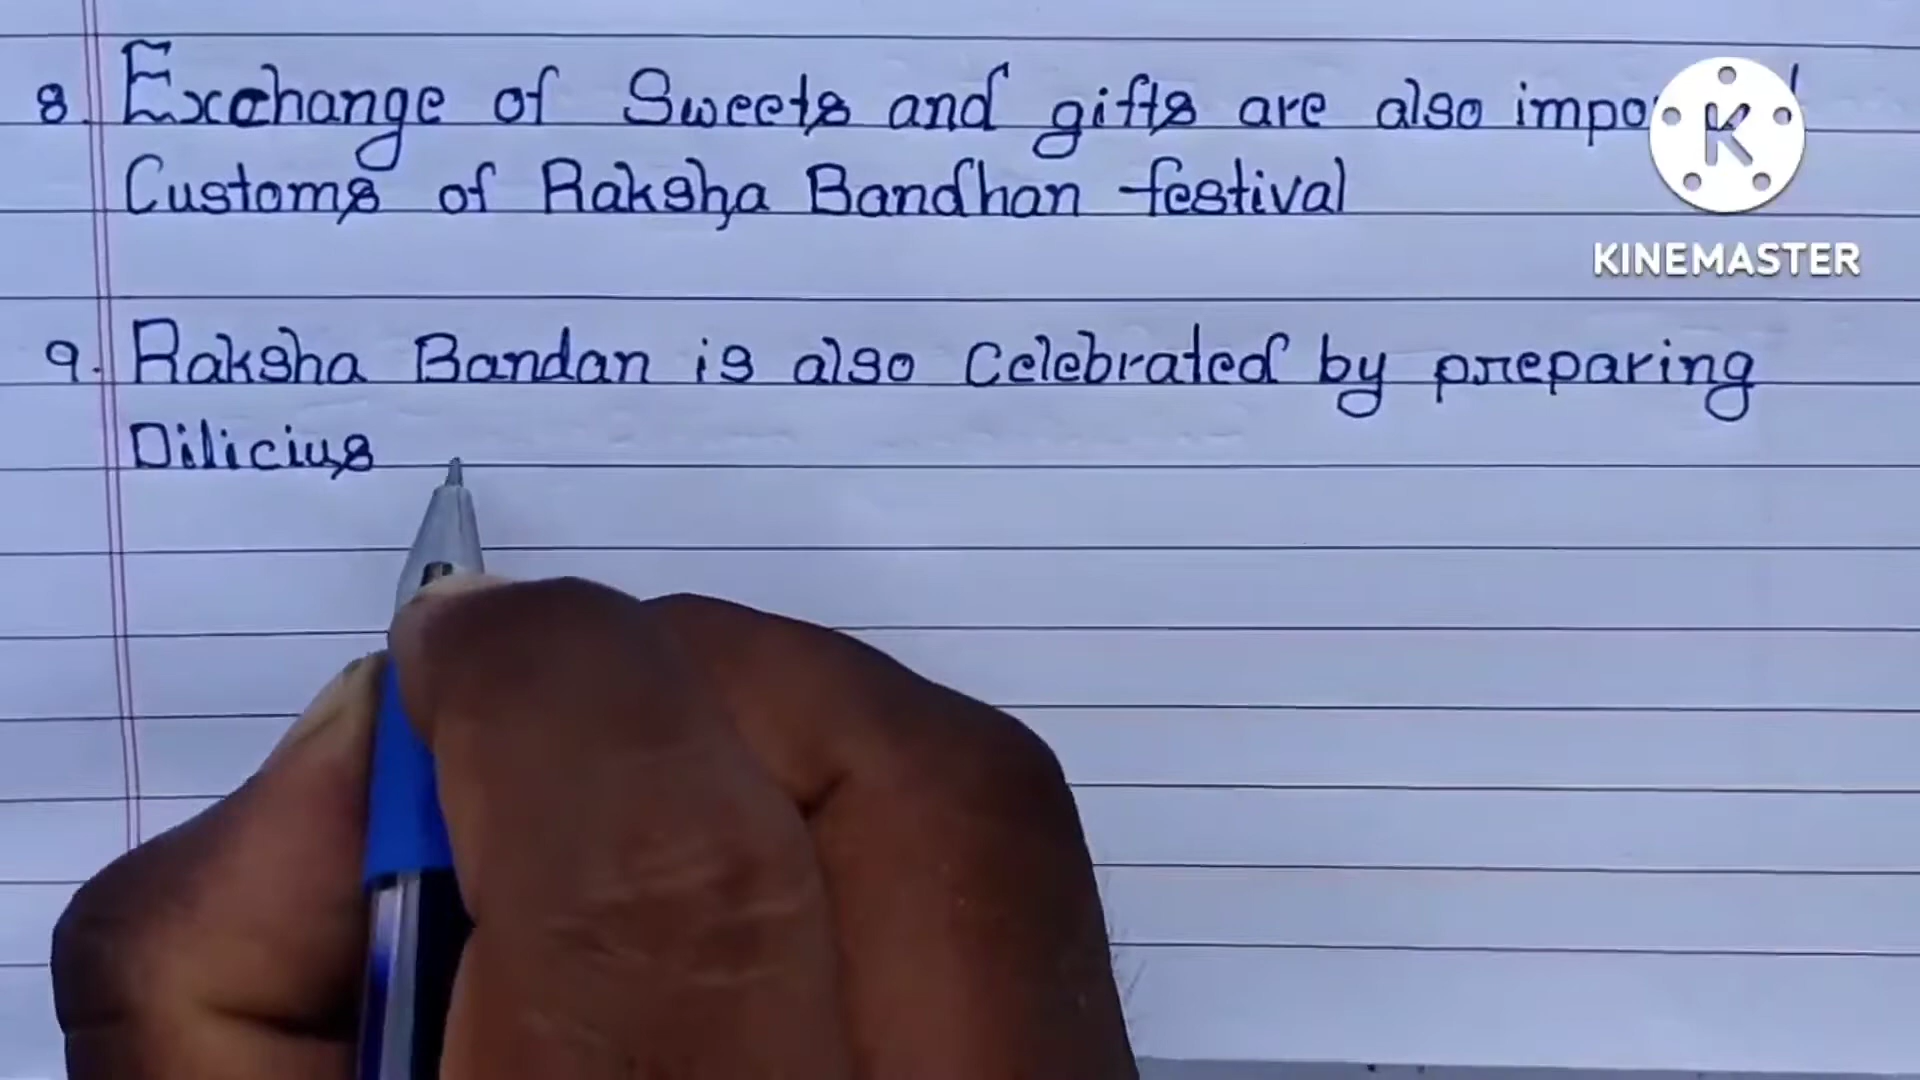 8. Exchange of Sweets and gifts are also
Customs of Raksha Bandhan festival
KINEMASTER
9. Raksha Bandan is also Celebrated by preparing
Dilicius